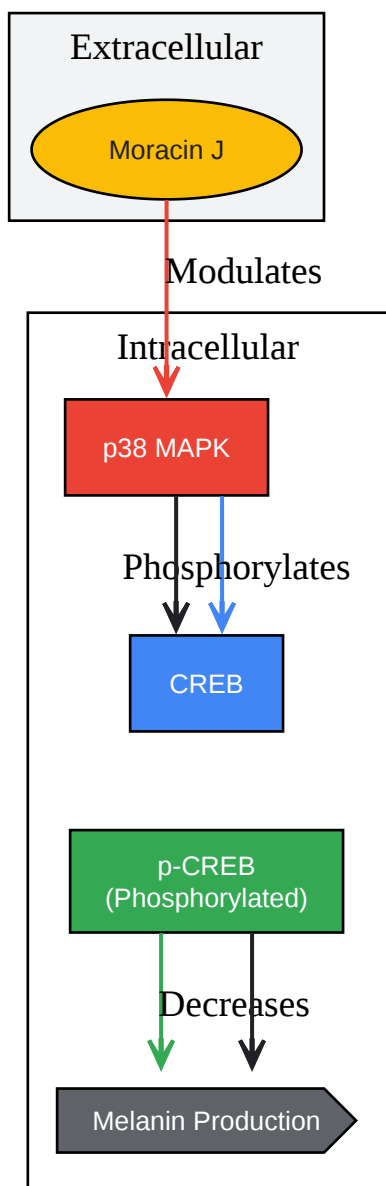 Extracellular
Moracin J
Modulates
Intracellular
p38 MAPK
Phosphorylates
CREB
p-CREB
(Phosphorylated)
Decreases
Melanin Production